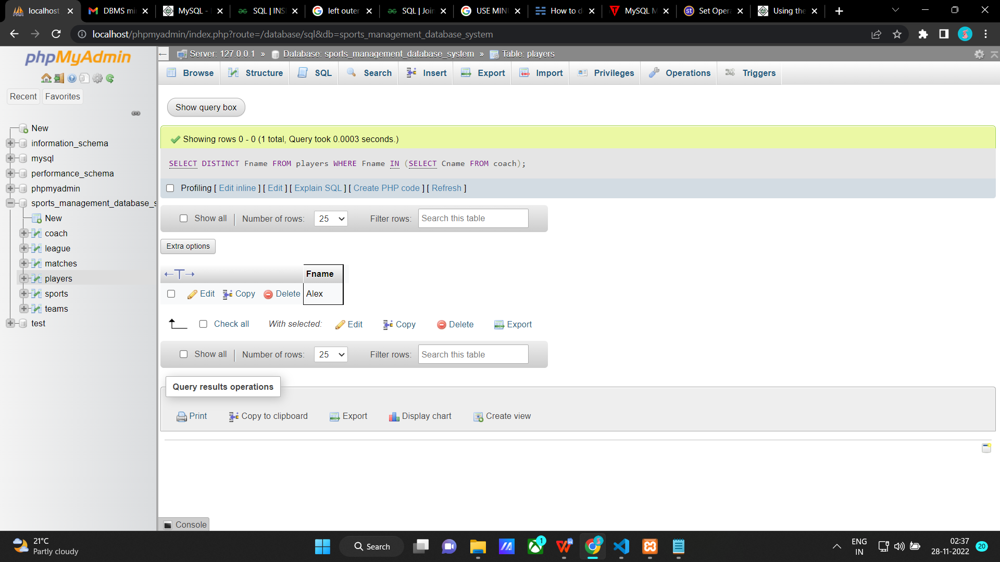 localhost
DBMS mi
MySQL -
SQL | INS
left outer
SQL | Join
USE MINU
How to d
MySQL M
Set Oper
Using the
localhost/phpmyadmin/index.php?route=/database/sql&db=sports_management_database_system
phpMyAdmin
Recent
Favorites
New
information_schema
mysql
performance_schema
phpmyadmin
sports_management_database_s
New
coach
league
matches
players
sports
teams
test
Server: 127.0.0.1 » Database: sports_management_database_system » Table: players
Browse
Structure
SQL
Search
Insert
Export
Import
Privileges
Operations
Triggers
Show query box
Showing rows 0 - 0 (1 total, Query took 0.0003 seconds.)
SELECT DISTINCT Fname FROM players WHERE Fname IN (SELECT Cname FROM coach);
Profiling [ Edit inline ] [ Edit ] [ Explain SQL ] [ Create PHP code ] [ Refresh ]
Show all | Number of rows: 25 Filter rows: Search this table
Extra options
←T→ Fname
Edit Copy Delete Alex
Check all With selected: Edit Copy Delete Export
Show all | Number of rows: 25 Filter rows: Search this table
Query results operations
Print Copy to clipboard Export Display chart Create view
Console
21°C
Partly cloudy
Search
1
ENG
IN
02:37
28-11-2022
20